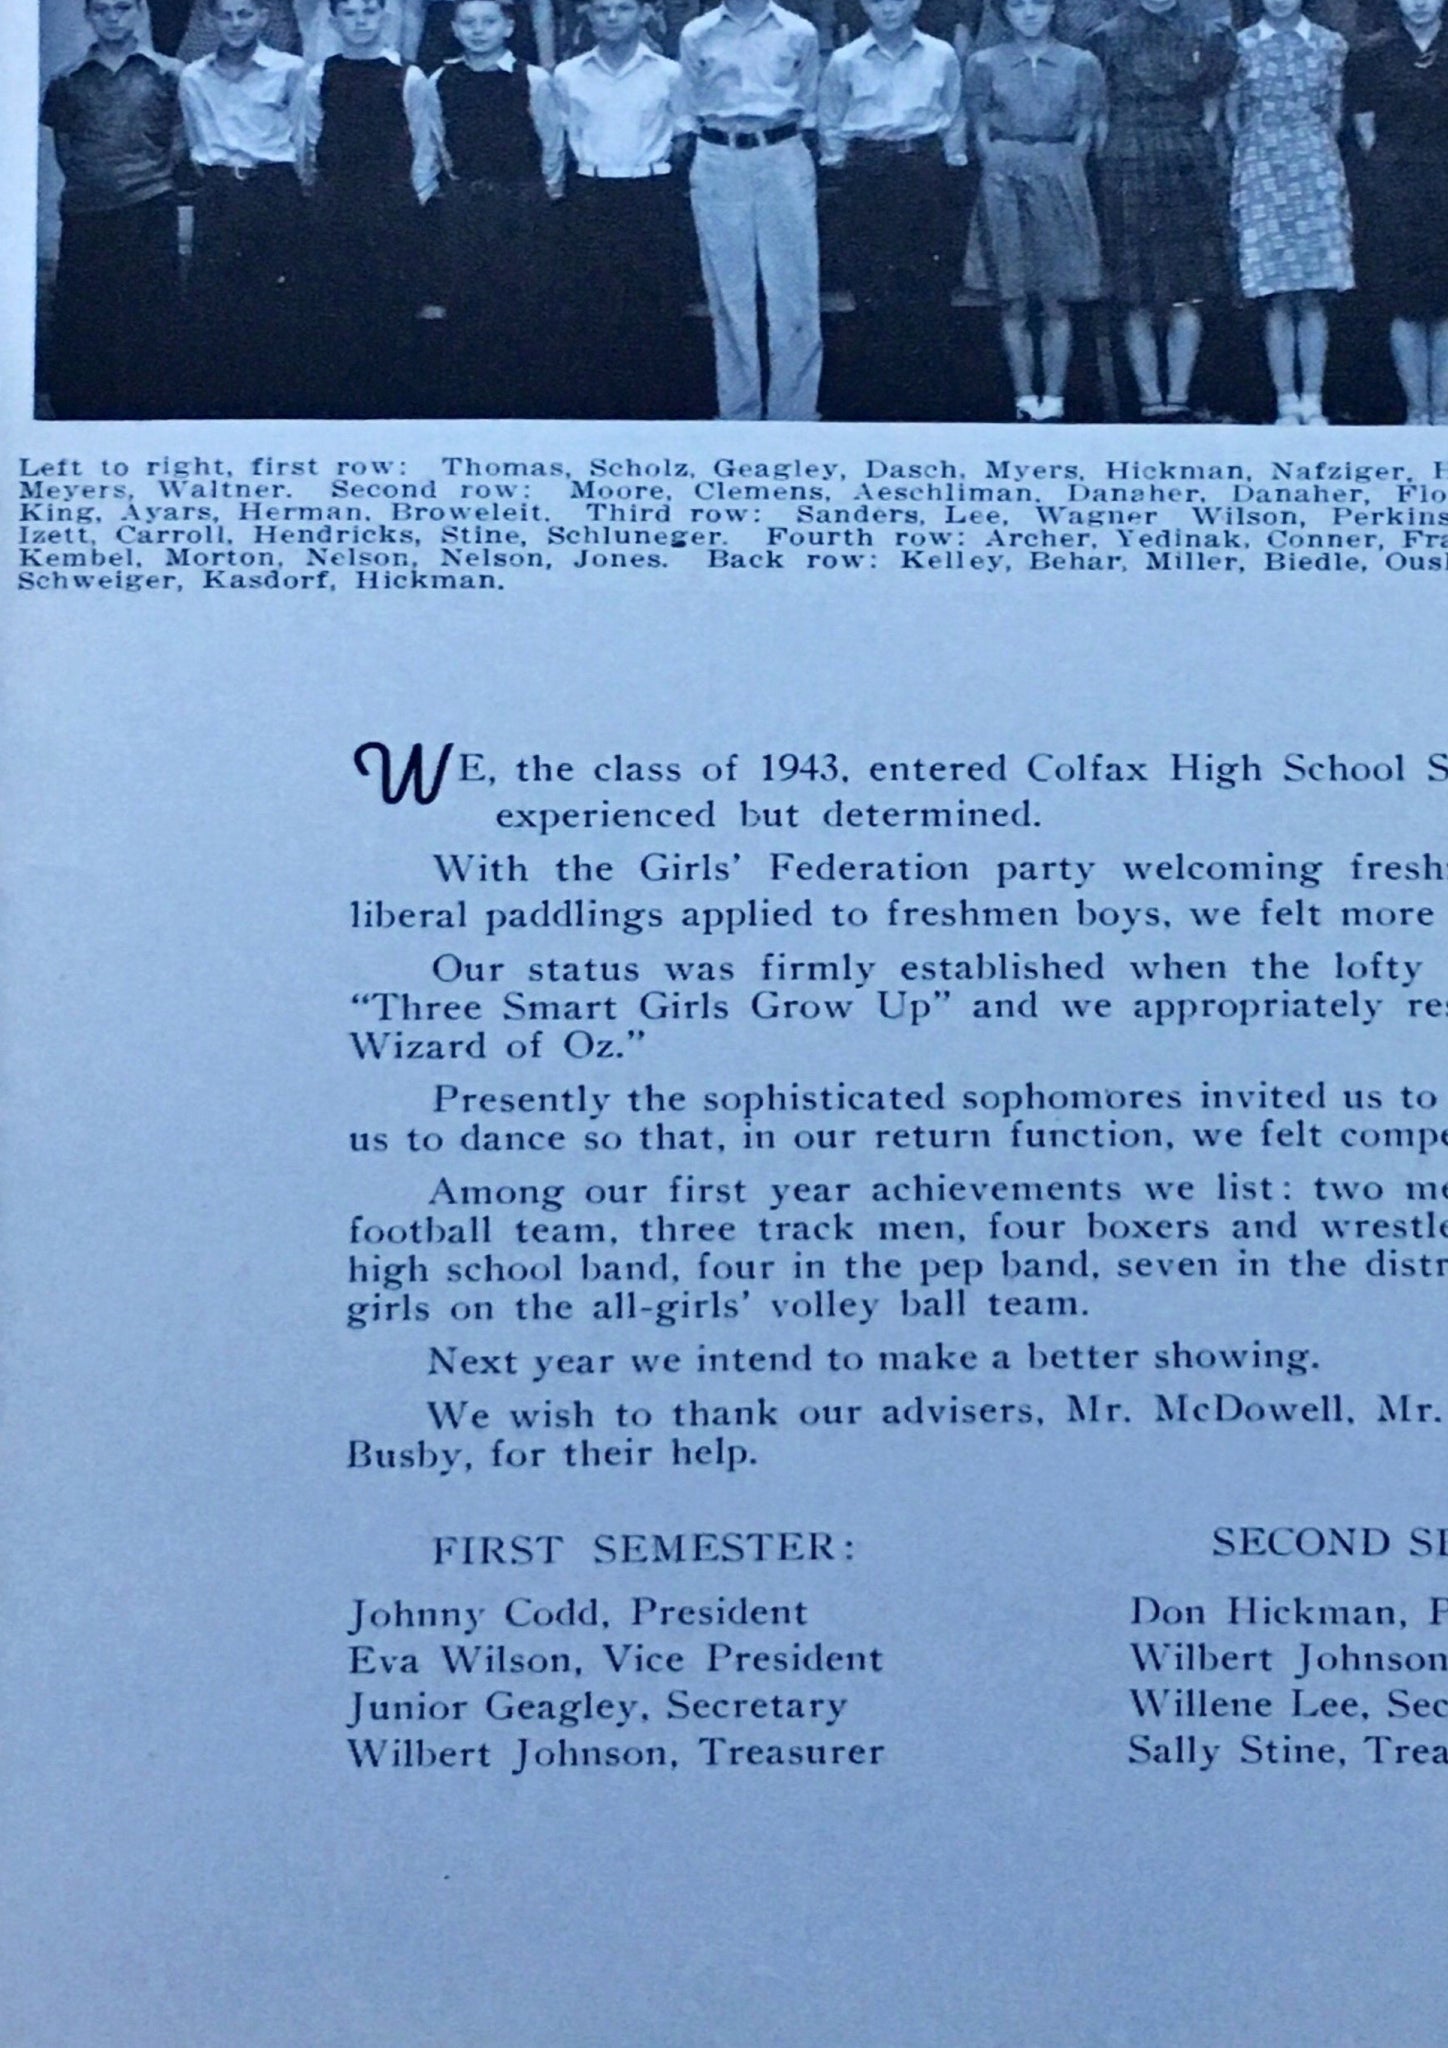 Left to right, first row: Thomas, Scholz, Geagley, Dasch, Myers, Hickman, Nafziger,
Meyers, Waltner. Second row: Moore, Clemens, Aeschliman, Danaher, Danaher,
King, Ayars, Herman, Broweleit. Third row: Sanders, Lee, Wagner Wilson, Perkins
Izett, Carroll, Hendricks, Stine, Schluneger. Fourth row: Archer, Yedinak, Conner,
Kembel, Morton, Nelson, Nelson, Jones. Back row: Kelley, Behar, Miller, Biedle,
Schweiger, Kasdorf, Hickman.
WE, the class of 1943, entered Colfax High School
experienced but determined.
With the Girls' Federation party welcoming
liberal paddlings applied to freshmen boys, we felt more
Our status was firmly established when the lofty
“Three Smart Girls Grow Up” and we appropriately
Wizard of Oz.”
Presently the sophisticated sophomores invited us to
us to dance so that, in our return function, we felt
Among our first year achievements we list: two
football team, three track men, four boxers and
high school band, four in the pep band, seven in the
girls on the all-girls' volley ball team.
Next year we intend to make a better showing.
We wish to thank our advisers, Mr. McDowell, Mr.
Busby, for their help.
FIRST SEMESTER:
Johnny Codd, President
Eva Wilson, Vice President
Junior Geagley, Secretary
Wilbert Johnson, Treasurer
SECOND
Don Hickman,
Wilbert Johnson
Willene Lee,
Sally Stine,